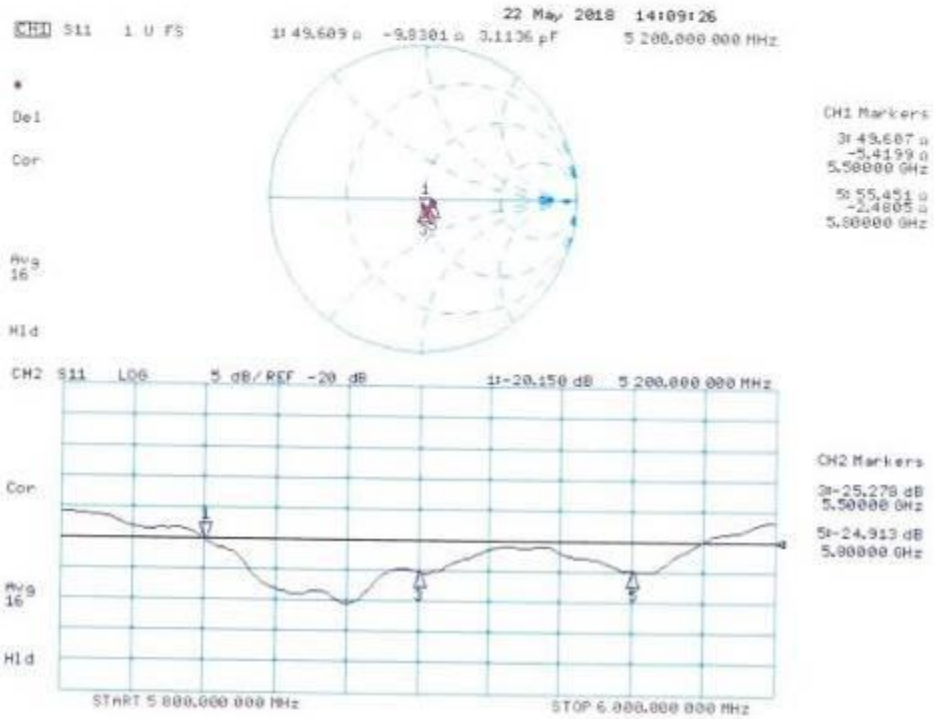 22 May 2018 14:09:26
CH1 S11 1 U FS 1: 49.609 Ω -9.8301 Ω 3.1136 pF 5 200.000 000 MHz
*
Del
Cor
Avg
16
Hld
CH1 Markers
3: 49.607 Ω
-5.4199 Ω
5.50000 GHz
5: 55.451 Ω
-2.4805 Ω
5.80000 GHz
1
CH2 S11 LOG 5 dB/REF -20 dB 1:-20.150 dB 5 200.000 000 MHz
Cor
Avg
16
Hld
CH2 Markers
3:-25.278 dB
5.50000 GHz
5:-24.913 dB
5.80000 GHz
1
3
5
START 5 000.000 000 MHz STOP 6 000.000 000 MHz